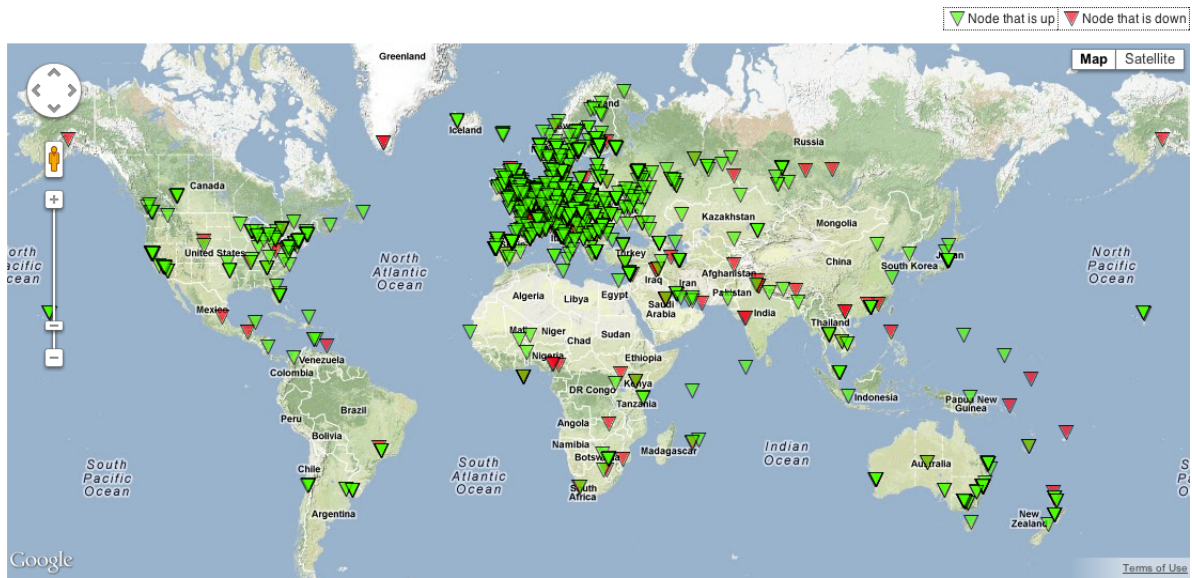 Node that is up Node that is down
Greenland
Map Satellite
Iceland
Russia
Canada
Kazakhstan
Mongolia
United States
North
Atlantic
Ocean
Turkey
China
South Korea
North
Pacific
Ocean
Iraq
Iran
Afghanistan
Pakistan
Algeria
Libya
Egypt
Saudi
Arabia
India
Mexico
Mali
Niger
Chad
Sudan
Thailand
Nigeria
Ethiopia
Venezuela
Colombia
DR Congo
Kenya
Tanzania
Indonesia
Papua New
Guinea
Brazil
Peru
Angola
Bolivia
Namibia
Botswana
Madagascar
Indian
Ocean
Australia
South
Pacific
Ocean
Chile
South
Atlantic
Ocean
South
Africa
Argentina
New
Zealand
Google
Terms of Use